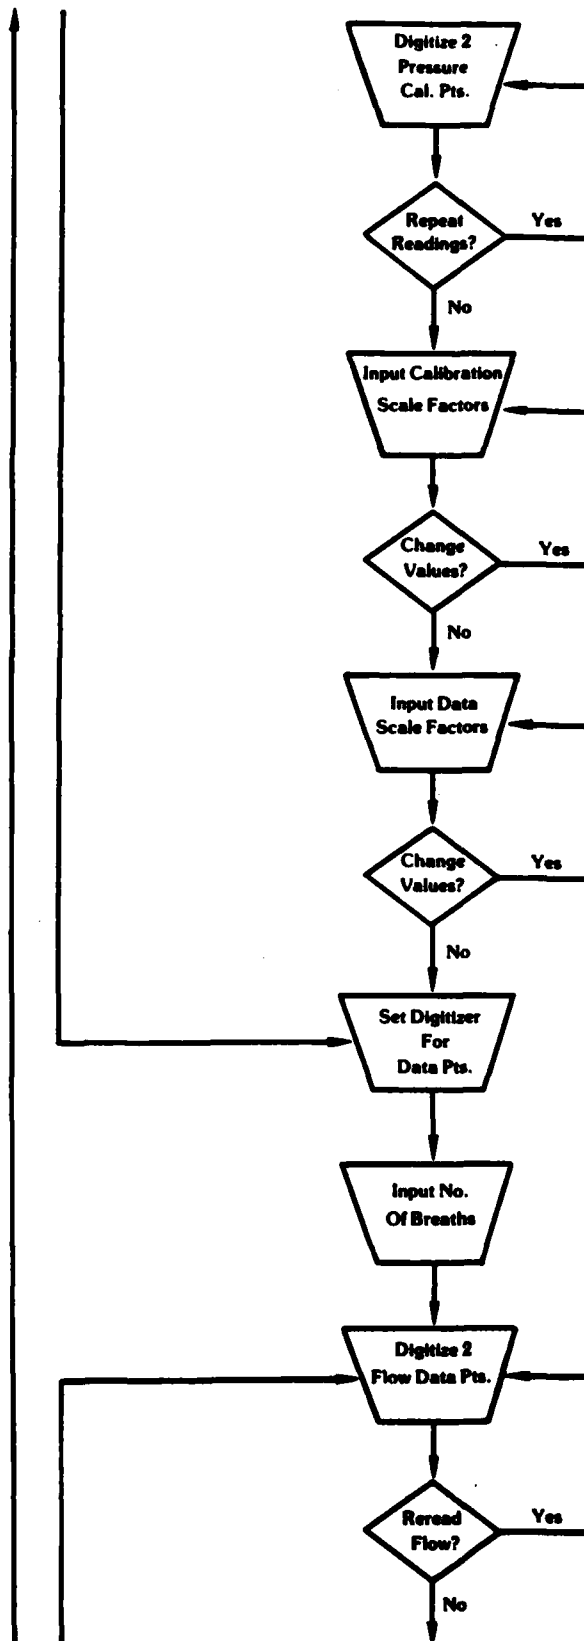 Digitize 2
Pressure
Cal. Pts.
Repeat
Readings?
Yes
No
Input Calibration
Scale Factors
Change
Values?
Yes
No
Input Data
Scale Factors
Change
Values?
Yes
No
Set Digitizer
For
Data Pts.
Input No.
Of Breaths
Digitize 2
Flow Data Pts.
Reread
Flow?
Yes
No